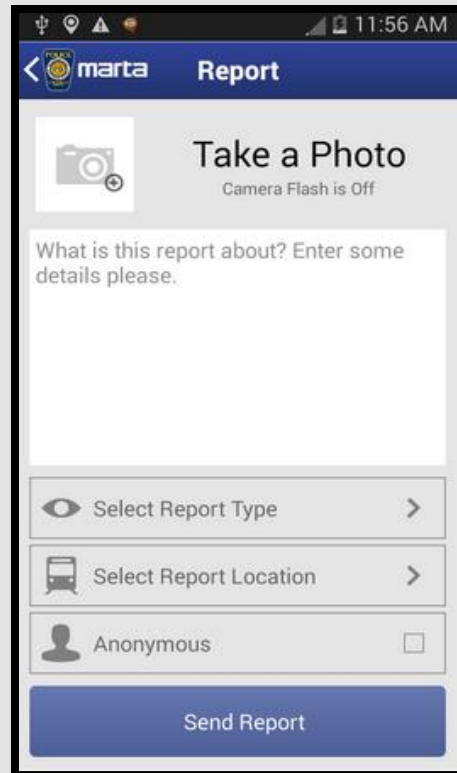 11:56 AM
POLICE
marta Report
Take a Photo
Camera Flash is Off
What is this report about? Enter some
details please.
Select Report Type
Select Report Location
Anonymous
Send Report